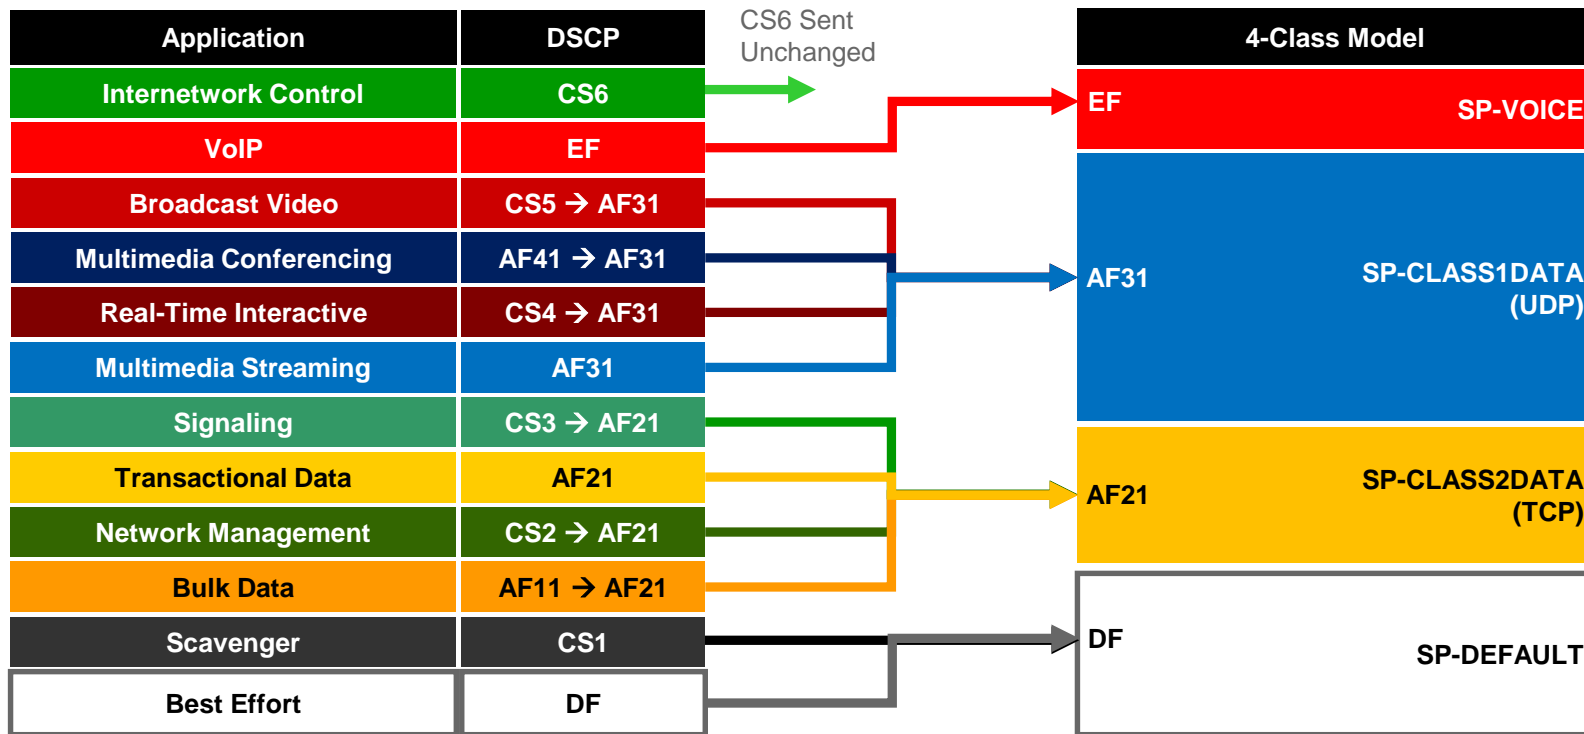 Application DSCP
CS6 Sent
Unchanged
4-Class Model
Internetwork Control CS6
VoIP EF
Broadcast Video CS5 → AF31
Multimedia Conferencing AF41 → AF31
Real-Time Interactive CS4 → AF31
Multimedia Streaming AF31
Signaling CS3 → AF21
Transactional Data AF21
Network Management CS2 → AF21
Bulk Data AF11 → AF21
Scavenger CS1
Best Effort DF
EF SP-VOICE
AF31 SP-CLASS1DATA
(UDP)
AF21 SP-CLASS2DATA
(TCP)
DF SP-DEFAULT